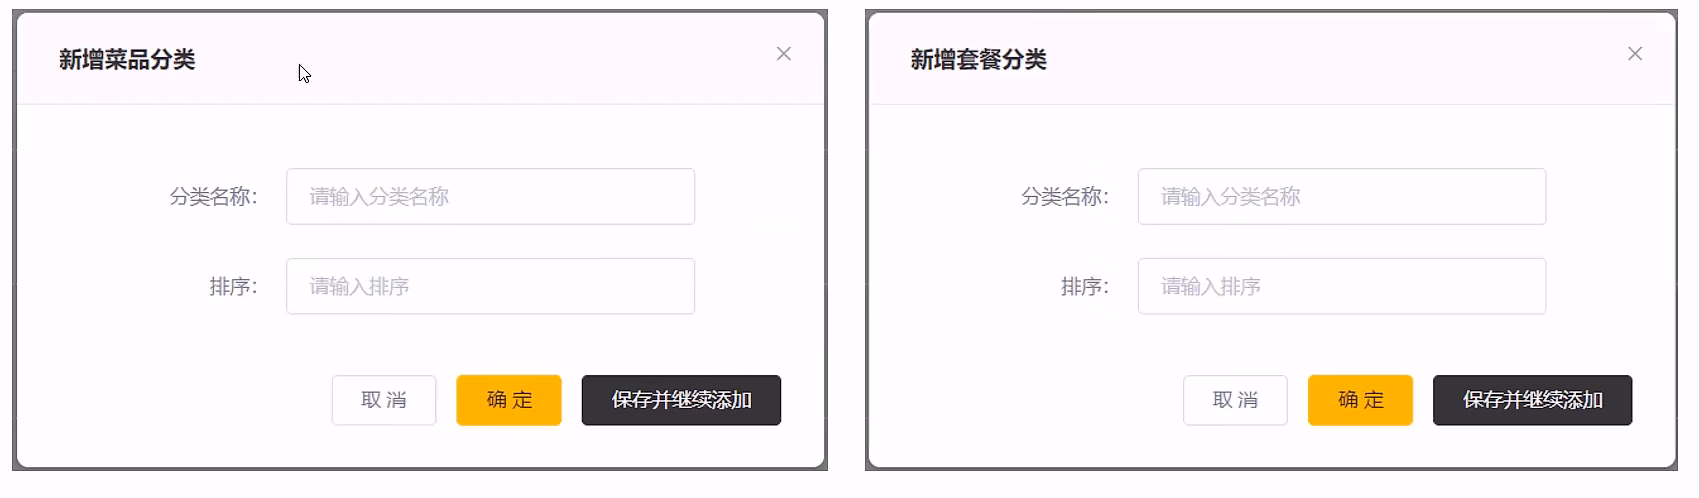 新增菜品分类
分类名称：
请输入分类名称
排序：
请输入排序
取 消
确 定
保存并继续添加
新增套餐分类
分类名称：
请输入分类名称
排序：
请输入排序
取 消
确 定
保存并继续添加